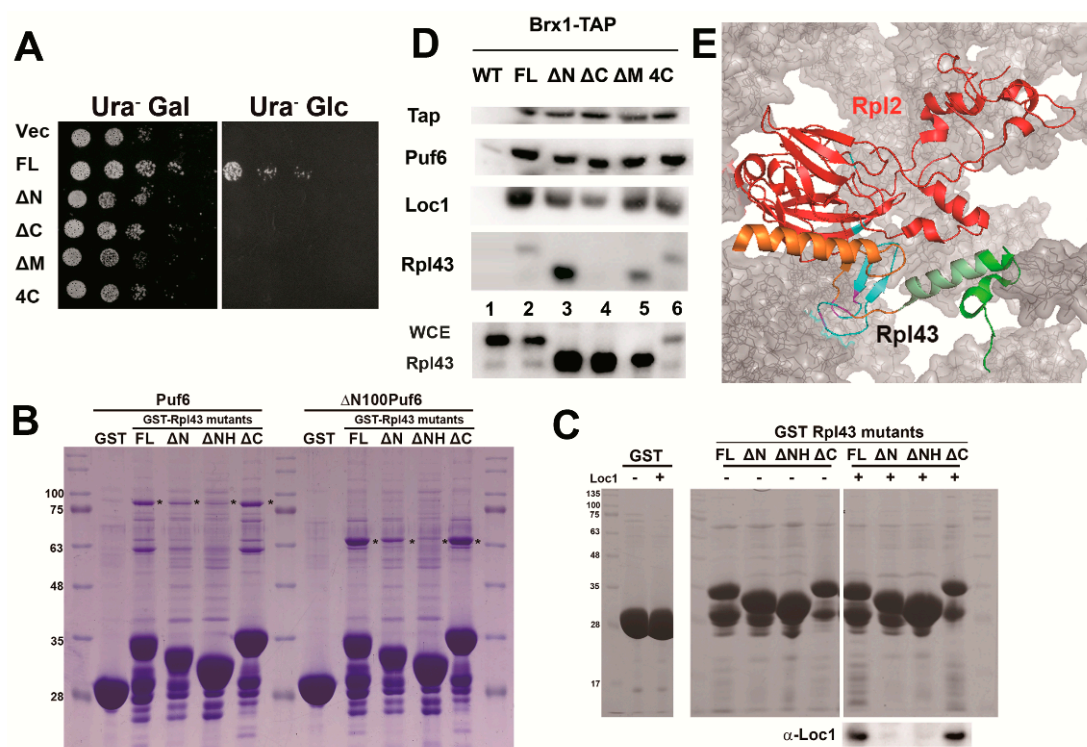 A
Ura⁻ Gal Ura⁻ Glc
Vec
FL
ΔN
ΔC
ΔM
4C
D
Brx1-TAP
WT FL ΔN ΔC ΔM 4C
Tap
Puf6
Loc1
Rpl43
1 2 3 4 5 6
WCE
Rpl43
E
Rpl2
Rpl43
B
Puf6 ΔN100Puf6
GST-Rpl43 mutants GST-Rpl43 mutants
GST FL ΔN ΔNH ΔC GST FL ΔN ΔNH ΔC
100
75
63
48
35
28
* * * *
* * *
C
GST GST Rpl43 mutants
FL ΔN ΔNH ΔC FL ΔN ΔNH ΔC
Loc1 - + - - - - + + + +
135
100
75
63
48
35
28
17
α-Loc1